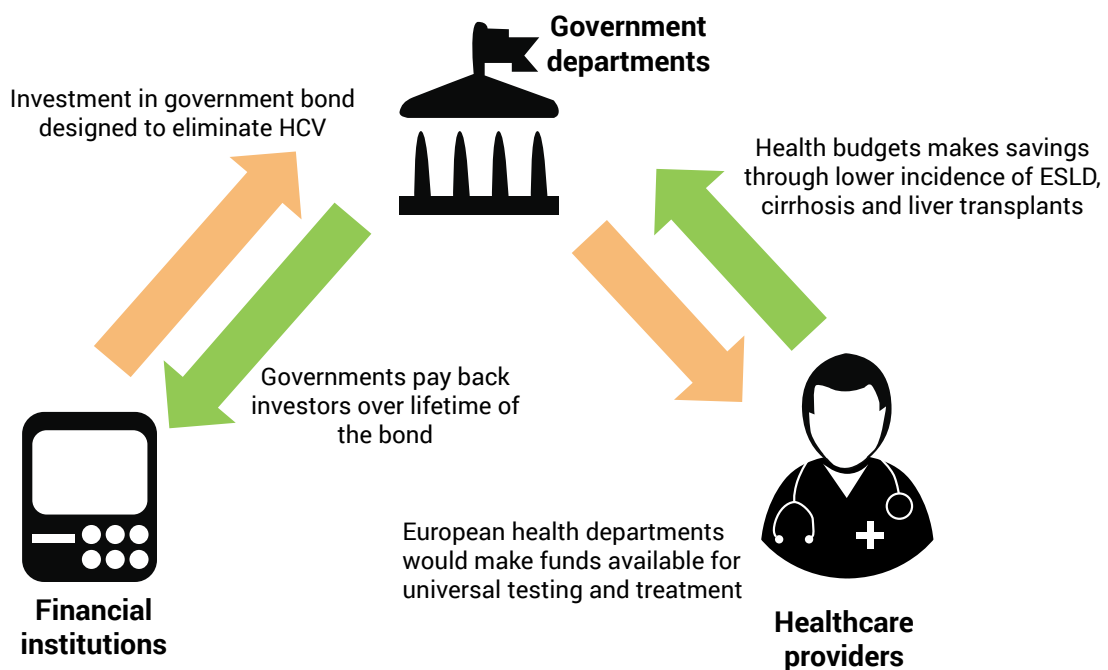 Government
departments
Investment in government bond
designed to eliminate HCV
Health budgets makes savings
through lower incidence of ESLD,
cirrhosis and liver transplants
Governments pay back
investors over lifetime of
the bond
European health departments
would make funds available for
universal testing and treatment
Financial
institutions
Healthcare
providers